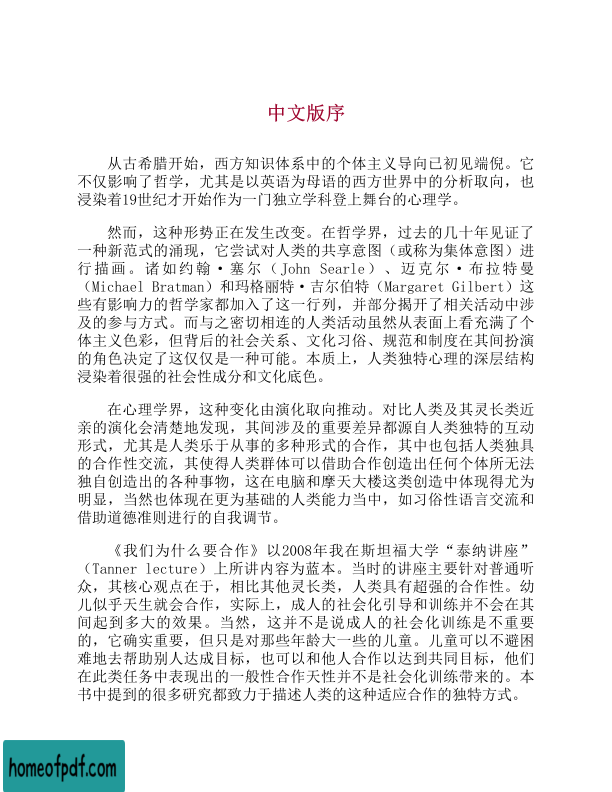 中文版序
从古希腊开始，西方知识体系中的个体主义导向已初见端倪。它
不仅影响了哲学，尤其是以英语为母语的西方世界中的分析取向，也
浸染着19世纪才开始作为一门独立学科登上舞台的心理学。
然而，这种形势正在发生改变。在哲学界，过去的几十年见证了
一种新范式的涌现，它尝试对人类的共享意图（或称为集体意图）进
行描画。诸如约翰·塞尔（John Searle）、迈克尔·布拉特曼
（Michael Bratman）和玛格丽特·吉尔伯特（Margaret Gilbert）这
些有影响力的哲学家都加入了这一行列，并部分揭开了相关活动中涉
及的参与方式。而与之密切相连的人类活动虽然从表面上看充满了个
体主义色彩，但背后的社会关系、文化习俗、规范和制度在其间扮演
的角色决定了这仅仅是一种可能。本质上，人类独特心理的深层结构
浸染着很强的社会性成分和文化底色。
在心理学界，这种变化由演化取向推动。对比人类及其灵长类近
亲的演化会清楚地发现，其间涉及的重要差异都源自人类独特的互动
形式，尤其是人类乐于从事的多种形式的合作，其中也包括人类独具
的合作性交流，其使得人类群体可以借助合作创造出任何个体所无法
独自创造出的各种事物，这在电脑和摩天大楼这类创造中体现得尤为
明显，当然也体现在更为基础的人类能力当中，如习俗性语言交流和
借助道德准则进行的自我调节。
《我们为什么要合作》以2008年我在斯坦福大学“泰纳讲座”
（Tanner lecture）上所讲内容为蓝本。当时的讲座主要针对普通听
众，其核心观点在于，相比其他灵长类，人类具有超强的合作性。幼
儿似乎天生就会合作，实际上，成人的社会化引导和训练并不会在其
间起到多大的效果。当然，这并不是说成人的社会化训练是不重要
的，它确实重要，但只是对那些年龄大一些的儿童。儿童可以不避困
难地去帮助别人达成目标，也可以和他人合作以达到共同目标，他们
在此类任务中表现出的一般性合作天性并不是社会化训练带来的。本
书中提到的很多研究都致力于描述人类的这种适应合作的独特方式。
homeofpdf.com